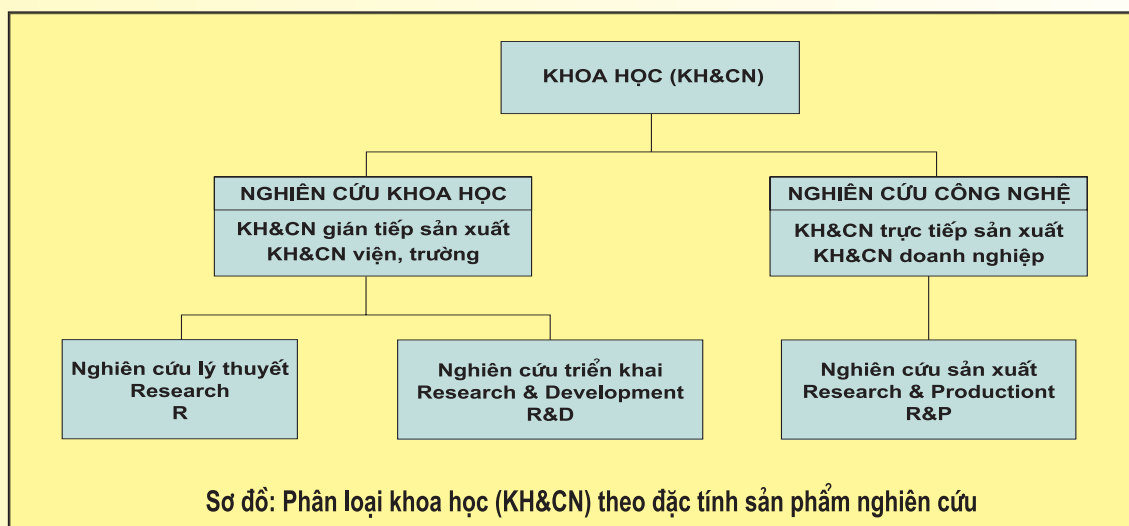 KHOA HỌC (KH&CN)
NGHIÊN CỨU KHOA HỌC
KH&CN gián tiếp sản xuất
KH&CN viện, trường
NGHIÊN CỨU CÔNG NGHỆ
KH&CN trực tiếp sản xuất
KH&CN doanh nghiệp
Nghiên cứu lý thuyết
Research
R
Nghiên cứu triển khai
Research & Development
R&D
Nghiên cứu sản xuất
Research & Productiont
R&P
Sơ đồ: Phân loại khoa học (KH&CN) theo đặc tính sản phẩm nghiên cứu